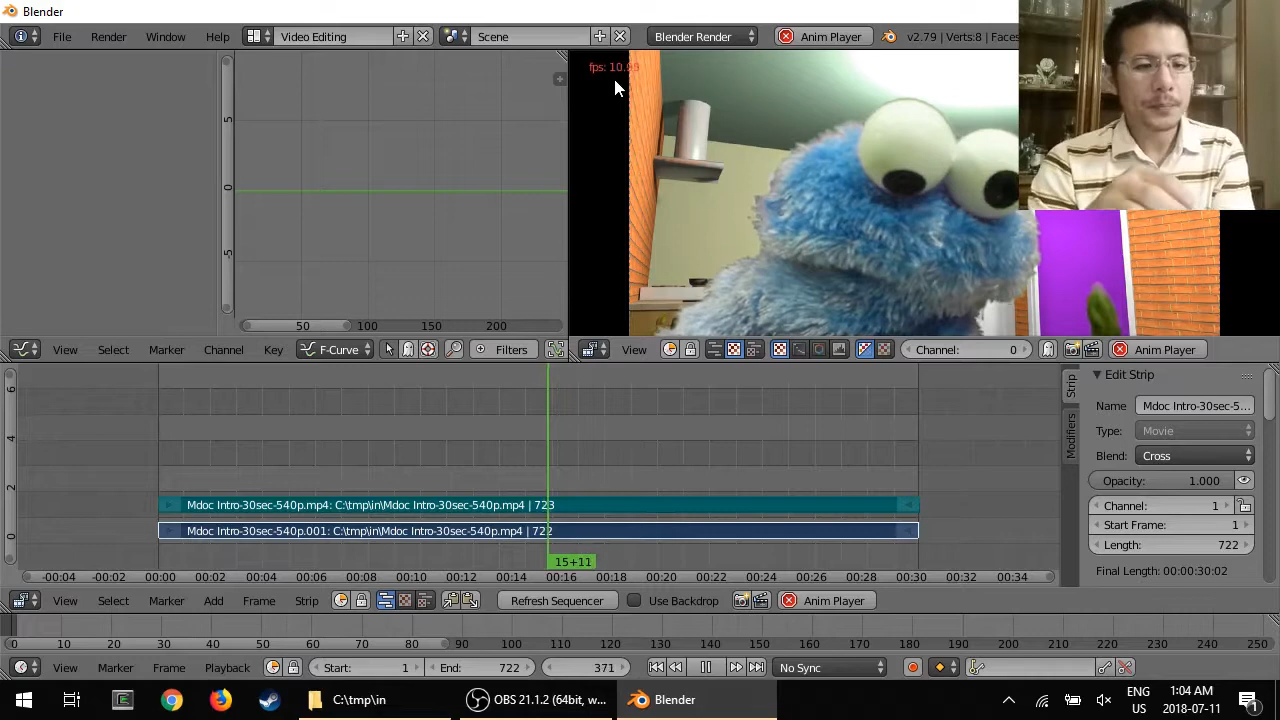 Blender
File Render Window Help Video Editing Scene Blender Render Anim Player v2.79 | Verts:8 | Faces
fps: 10.
5
0
-5
50 100 150 200
View Select Marker Channel Key F-Curve Filters
View Channel: 0 Anim Player
6
4
2
0
Mdoc Intro-30sec-540p.mp4: C:\tmp\in\Mdoc Intro-30sec-540p.mp4 | 723
Mdoc Intro-30sec-540p.001: C:\tmp\in\Mdoc Intro-30sec-540p.mp4 | 722
15+11
-00:04 -00:02 00:00 00:02 00:04 00:06 00:08 00:10 00:12 00:14 00:16 00:18 00:20 00:22 00:24 00:26 00:28 00:30 00:32 00:34
Strip
Modifiers
Edit Strip
Name Mdoc Intro-30sec-5...
Type: Movie
Blend: Cross
Opacity: 1.000
Channel: 1
Start Frame: 1
Length: 722
Final Length: 00:00:30:02
View Select Marker Add Frame Strip Refresh Sequencer Use Backdrop Anim Player
0 10 20 30 40 50 60 70 80 90 100 110 120 130 140 150 160 170 180 190 200 210 220 230 240 250
View Marker Frame Playback Start: 1 End: 722 371 No Sync
C:\tmp\in OBS 21.1.2 (64bit, w... Blender
ENG
US
1:04 AM
2018-07-11
1